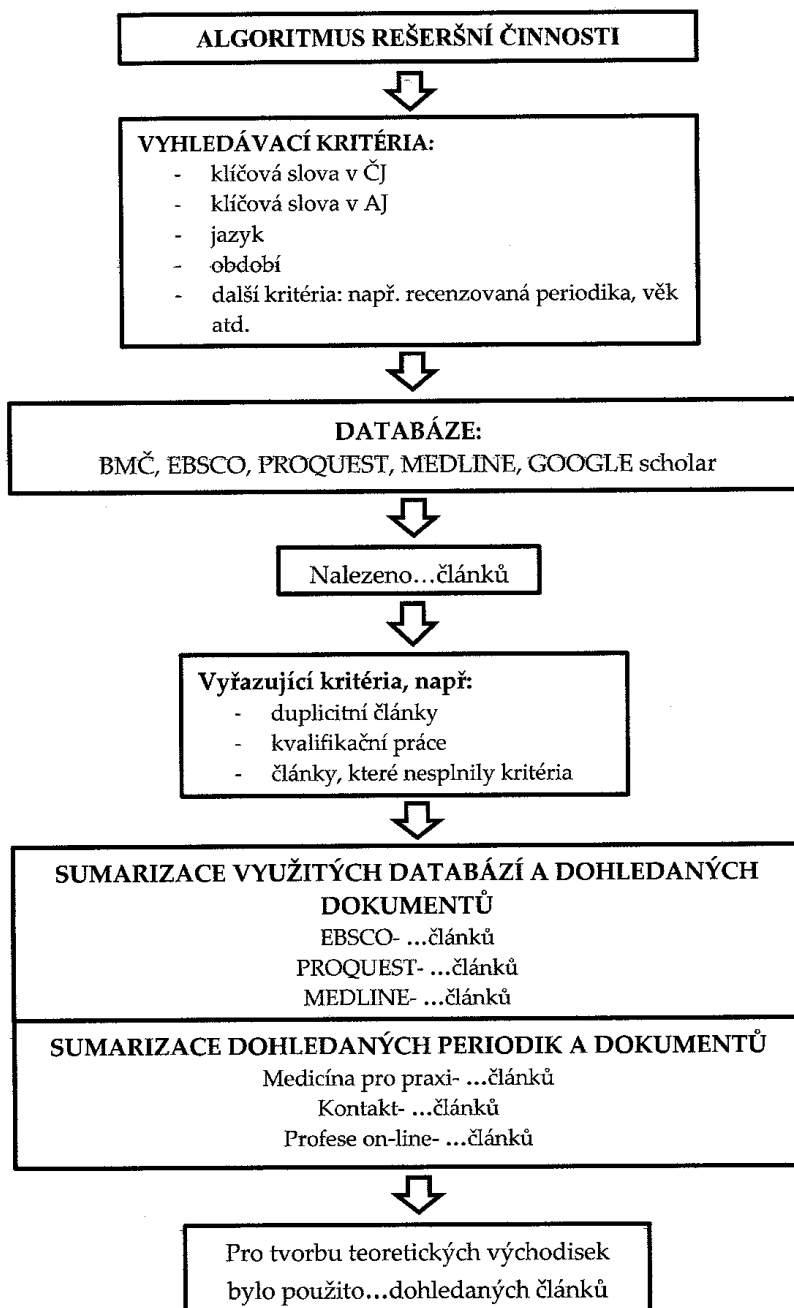 ALGORITMUS REŠERŠNÍ ČINNOSTI
VYHLEDÁVACÍ KRITÉRIA:
- klíčová slova v ČJ
- klíčová slova v AJ
- jazyk
- období
- další kritéria: např. recenzovaná periodika, věk
atd.
DATABÁZE:
BMČ, EBSCO, PROQUEST, MEDLINE, GOOGLE scholar
Nalezeno...článků
Vyřazující kritéria, např:
- duplicitní články
- kvalifikační práce
- články, které nesplnily kritéria
SUMARIZACE VYUŽITÝCH DATABÁZÍ A DOHLEDANÝCH
DOKUMENTŮ
EBSCO- ...článků
PROQUEST- ...článků
MEDLINE- ...článků
SUMARIZACE DOHLEDANÝCH PERIODIK A DOKUMENTŮ
Medicína pro praxi- ...článků
Kontakt- ...článků
Profese on-line- ...článků
Pro tvorbu teoretických východisek
bylo použito...dohledaných článků